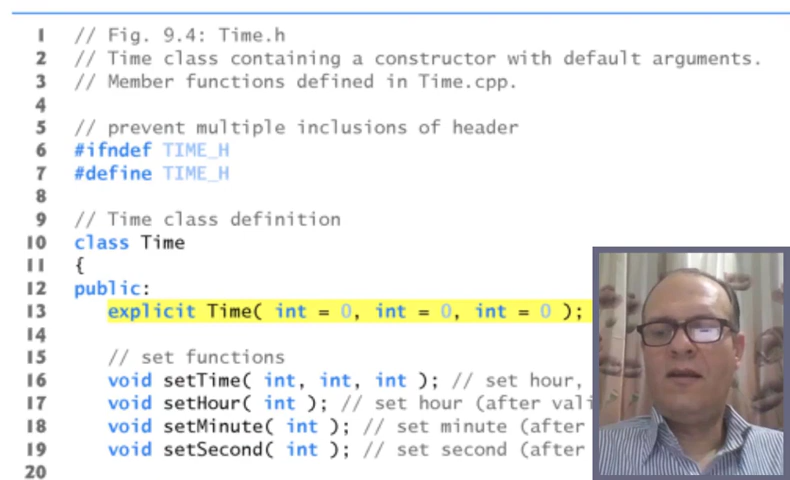 1 // Fig. 9.4: Time.h
2 // Time class containing a constructor with default arguments.
3 // Member functions defined in Time.cpp.
4
5 // prevent multiple inclusions of header
6 #ifndef TIME_H
7 #define TIME_H
8
9 // Time class definition
10 class Time
11 {
12 public:
13 explicit Time( int = 0, int = 0, int = 0 );
14
15 // set functions
16 void setTime( int, int, int ); // set hour,
17 void setHour( int ); // set hour (after vali
18 void setMinute( int ); // set minute (after
19 void setSecond( int ); // set second (after
20